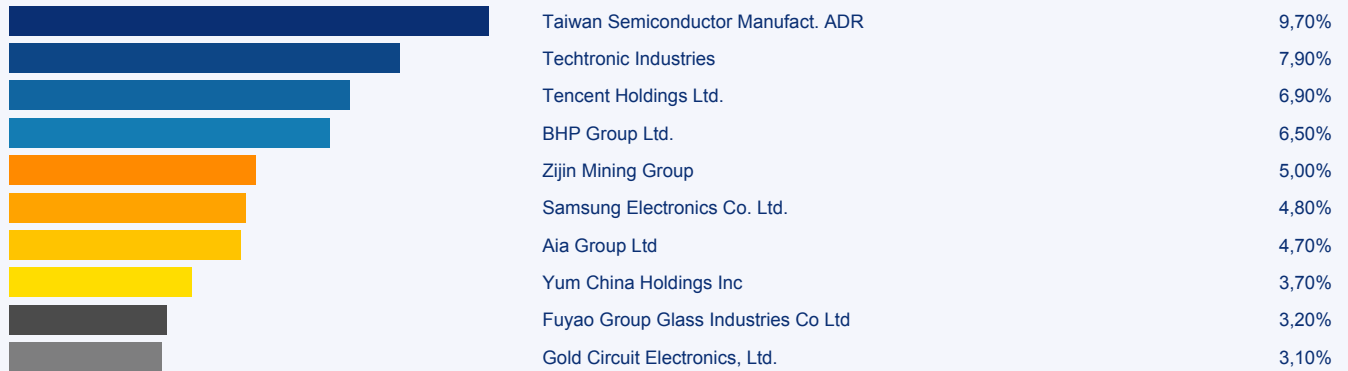 Taiwan Semiconductor Manufact. ADR 9,70%
Techtronic Industries 7,90%
Tencent Holdings Ltd. 6,90%
BHP Group Ltd. 6,50%
Zijin Mining Group 5,00%
Samsung Electronics Co. Ltd. 4,80%
Aia Group Ltd 4,70%
Yum China Holdings Inc 3,70%
Fuyao Group Glass Industries Co Ltd 3,20%
Gold Circuit Electronics, Ltd. 3,10%